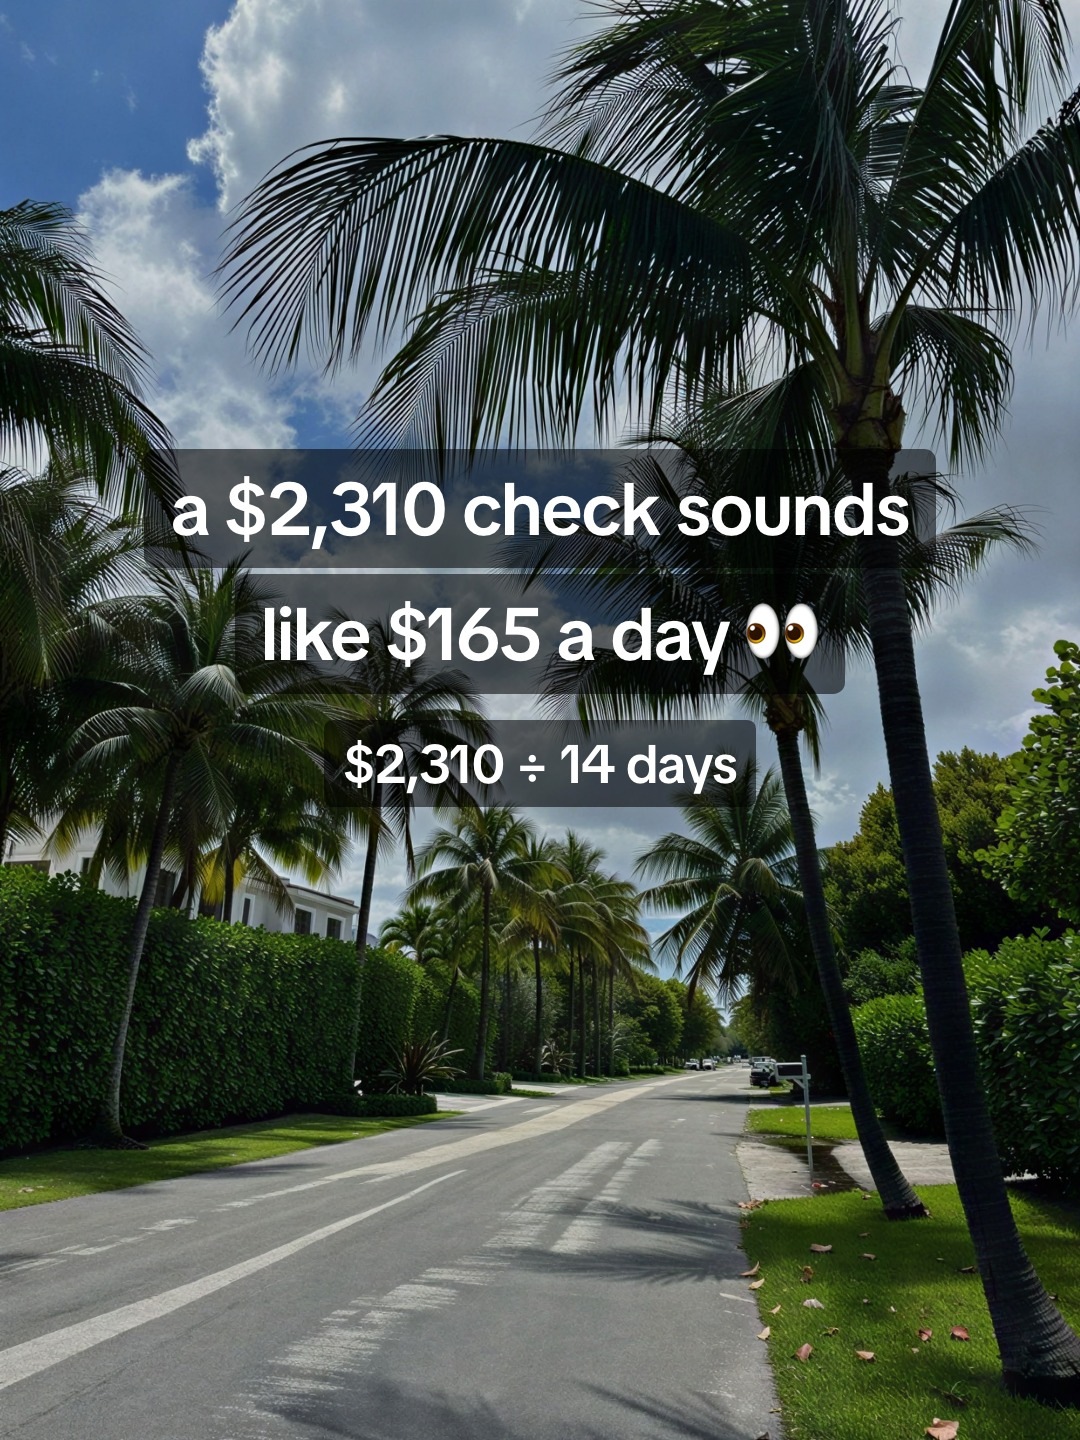 a $2,310 check sounds
like $165 a day 👀
$2,310 ÷ 14 days